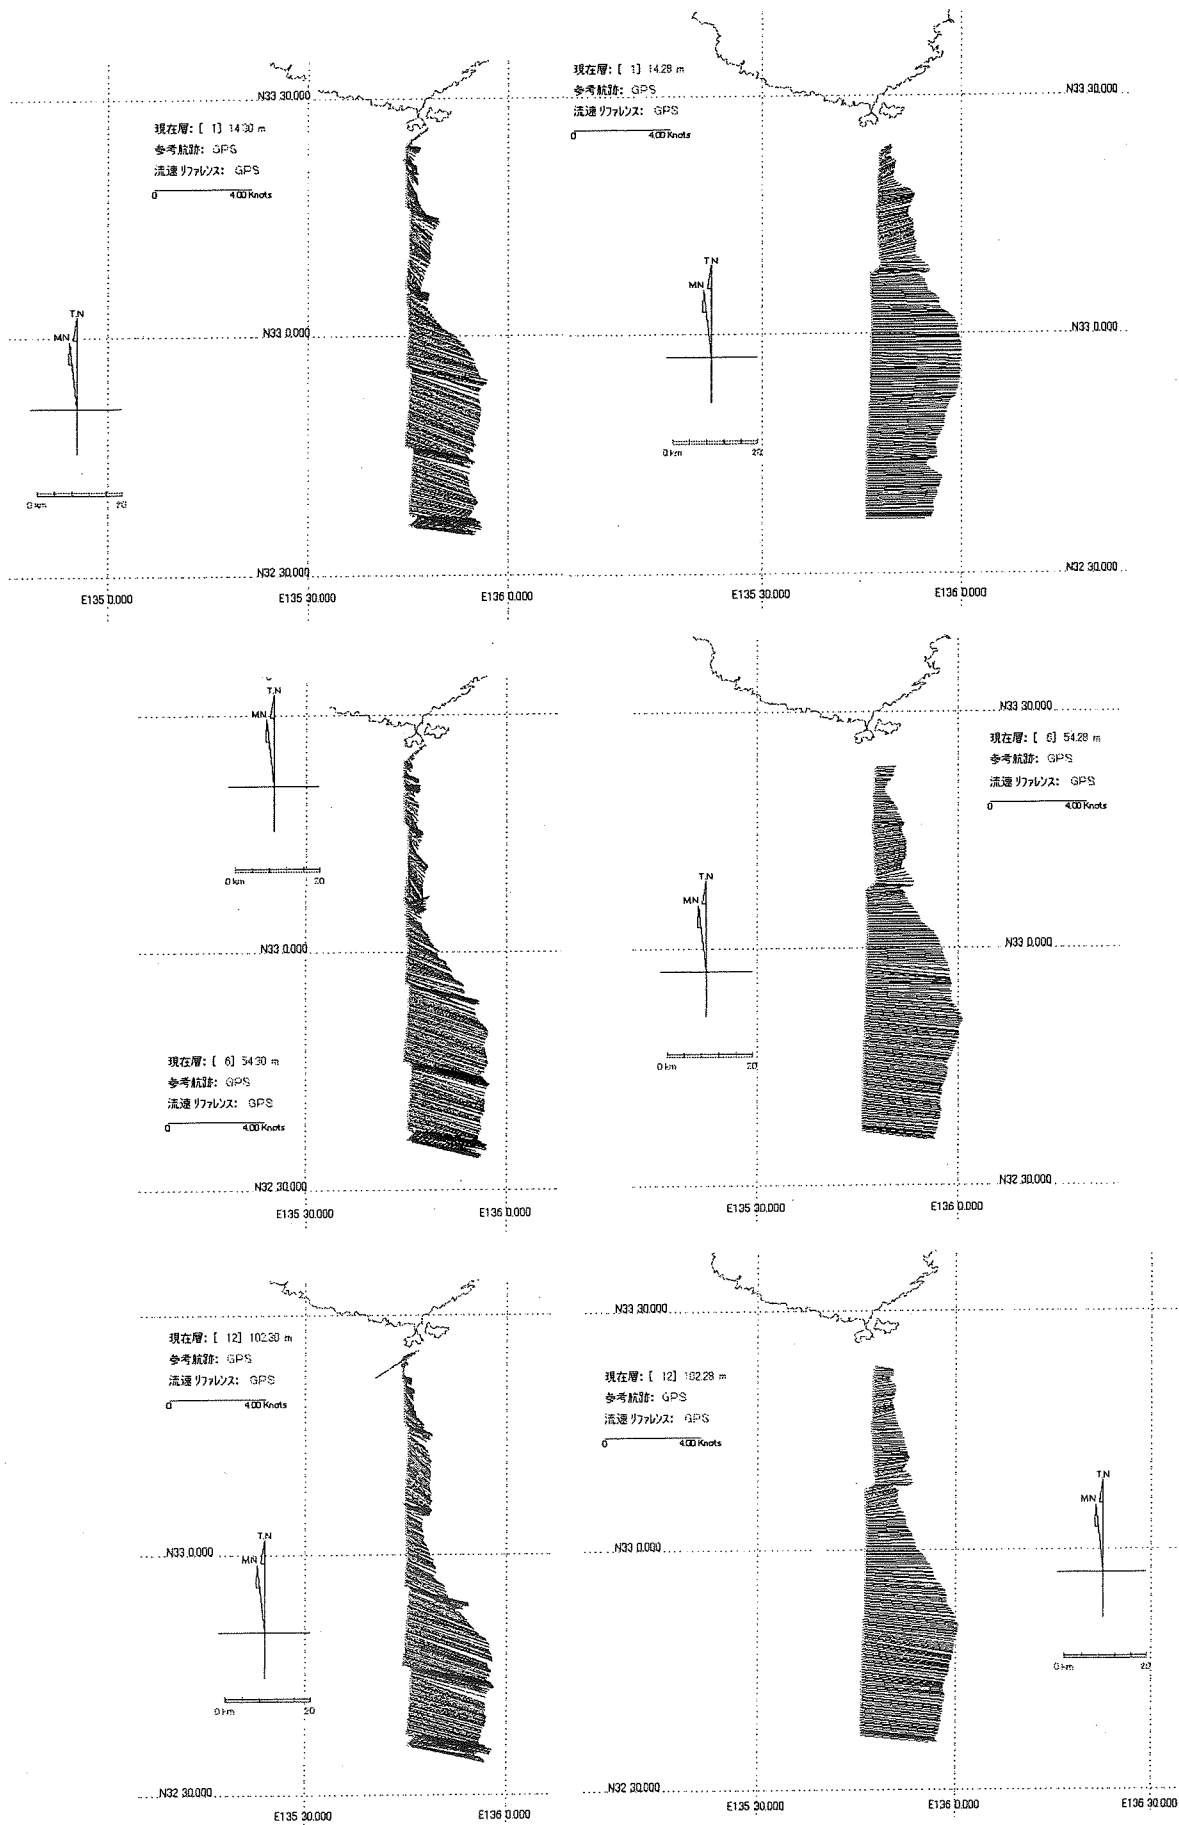 現在層: [ 1] 14.30 m
参考航跡: GPS
流速リファレンス: GPS
0 4.00 Knots
N33 30.000
T.N
MN
N33 0.000
0 km 20
N32 30.000
E135 0.000
E135 30.000
E136 0.000
現在層: [ 1] 14.28 m
参考航跡: GPS
流速リファレンス: GPS
0 4.00 Knots
N33 30.000
T.N
MN
N33 0.000
0 km 20
N32 30.000
E135 30.000
E136 0.000
T.N
MN
0 km 20
N33 0.000
現在層: [ 6] 54.30 m
参考航跡: GPS
流速リファレンス: GPS
0 4.00 Knots
N32 30.000
E135 30.000
E136 0.000
N33 30.000
現在層: [ 6] 54.28 m
参考航跡: GPS
流速リファレンス: GPS
0 4.00 Knots
T.N
MN
N33 0.000
0 km 20
N32 30.000
E135 30.000
E136 0.000
現在層: [ 12] 102.30 m
参考航跡: GPS
流速リファレンス: GPS
0 4.00 Knots
T.N
MN
N33 0.000
0 km 20
N32 30.000
E135 30.000
E136 0.000
N33 30.000
現在層: [ 12] 102.28 m
参考航跡: GPS
流速リファレンス: GPS
0 4.00 Knots
T.N
MN
N33 0.000
0 km 20
N32 30.000
E135 30.000
E136 0.000
E136 30.000